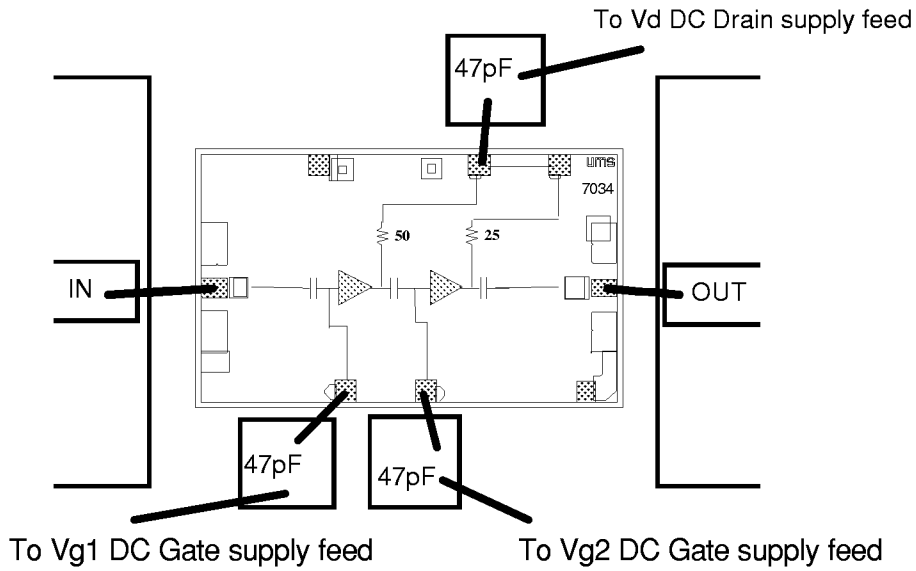 To Vd DC Drain supply feed
47pF
ums
7034
50
25
IN
OUT
47pF
47pF
To Vg1 DC Gate supply feed
To Vg2 DC Gate supply feed